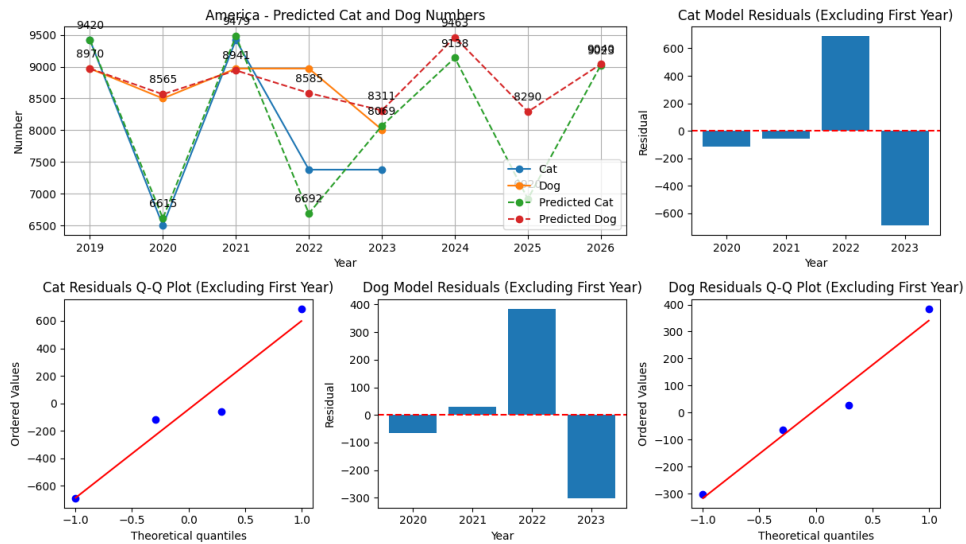 America - Predicted Cat and Dog Numbers
Number
9500
9000
8500
8000
7500
7000
6500
9420
8970
8565
6615
9479
8941
8585
6692
8311
8069
9463
9138
8290
Cat
Dog
Predicted Cat
Predicted Dog
2019 2020 2021 2022 2023 2024 2025 2026
Year
Cat Model Residuals (Excluding First Year)
Residual
600
400
200
0
−200
−400
−600
2020 2021 2022 2023
Year
Cat Residuals Q-Q Plot (Excluding First Year)
Ordered Values
600
400
200
0
−200
−400
−600
−1.0 −0.5 0.0 0.5 1.0
Theoretical quantiles
Dog Model Residuals (Excluding First Year)
Residual
400
300
200
100
0
−100
−200
−300
2020 2021 2022 2023
Year
Dog Residuals Q-Q Plot (Excluding First Year)
Ordered Values
400
300
200
100
0
−100
−200
−300
−1.0 −0.5 0.0 0.5 1.0
Theoretical quantiles